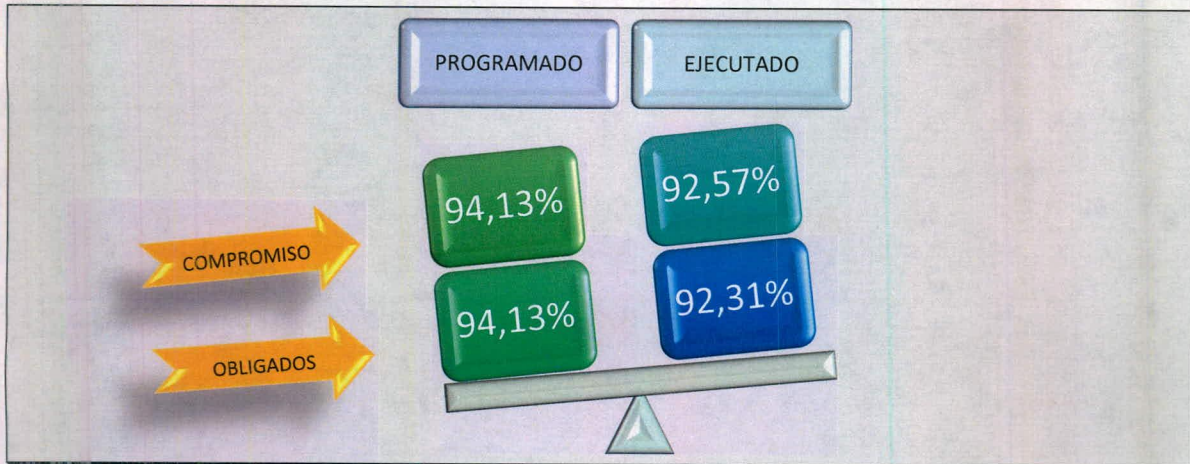 PROGRAMADO
EJECUTADO
COMPROMISO
94,13%
92,57%
OBLIGADOS
94,13%
92,31%